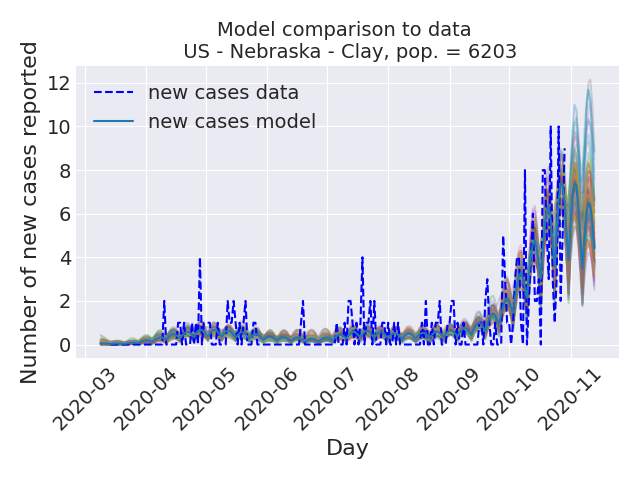 Model comparison to data
US - Nebraska - Clay, pop. = 6203
Number of new cases reported
12
10
8
6
4
2
0
new cases data
new cases model
2020-03
2020-04
2020-05
2020-06
2020-07
2020-08
2020-09
2020-10
2020-11
Day